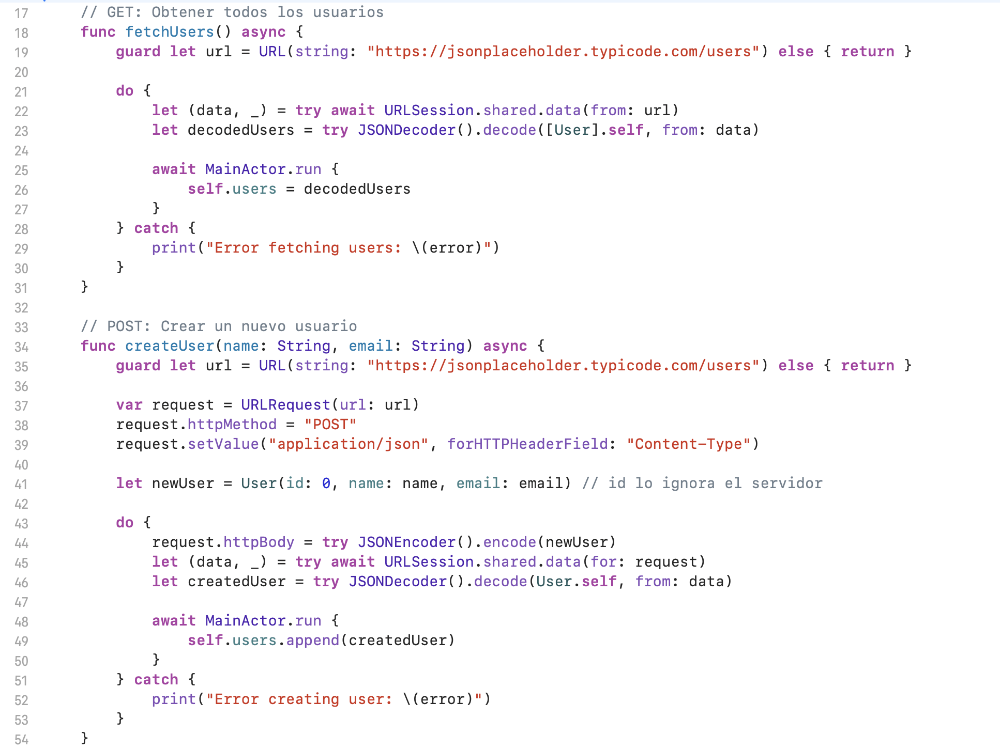 17 // GET: Obtener todos los usuarios
18 func fetchUsers() async {
19 guard let url = URL(string: "https://jsonplaceholder.typicode.com/users") else { return }
20
21 do {
22 let (data, _) = try await URLSession.shared.data(from: url)
23 let decodedUsers = try JSONDecoder().decode([User].self, from: data)
24
25 await MainActor.run {
26 self.users = decodedUsers
27 }
28 } catch {
29 print("Error fetching users: \(error)")
30 }
31 }
32
33 // POST: Crear un nuevo usuario
34 func createUser(name: String, email: String) async {
35 guard let url = URL(string: "https://jsonplaceholder.typicode.com/users") else { return }
36
37 var request = URLRequest(url: url)
38 request.httpMethod = "POST"
39 request.setValue("application/json", forHTTPHeaderField: "Content-Type")
40
41 let newUser = User(id: 0, name: name, email: email) // id lo ignora el servidor
42
43 do {
44 request.httpBody = try JSONEncoder().encode(newUser)
45 let (data, _) = try await URLSession.shared.data(for: request)
46 let createdUser = try JSONDecoder().decode(User.self, from: data)
47
48 await MainActor.run {
49 self.users.append(createdUser)
50 }
51 } catch {
52 print("Error creating user: \(error)")
53 }
54 }